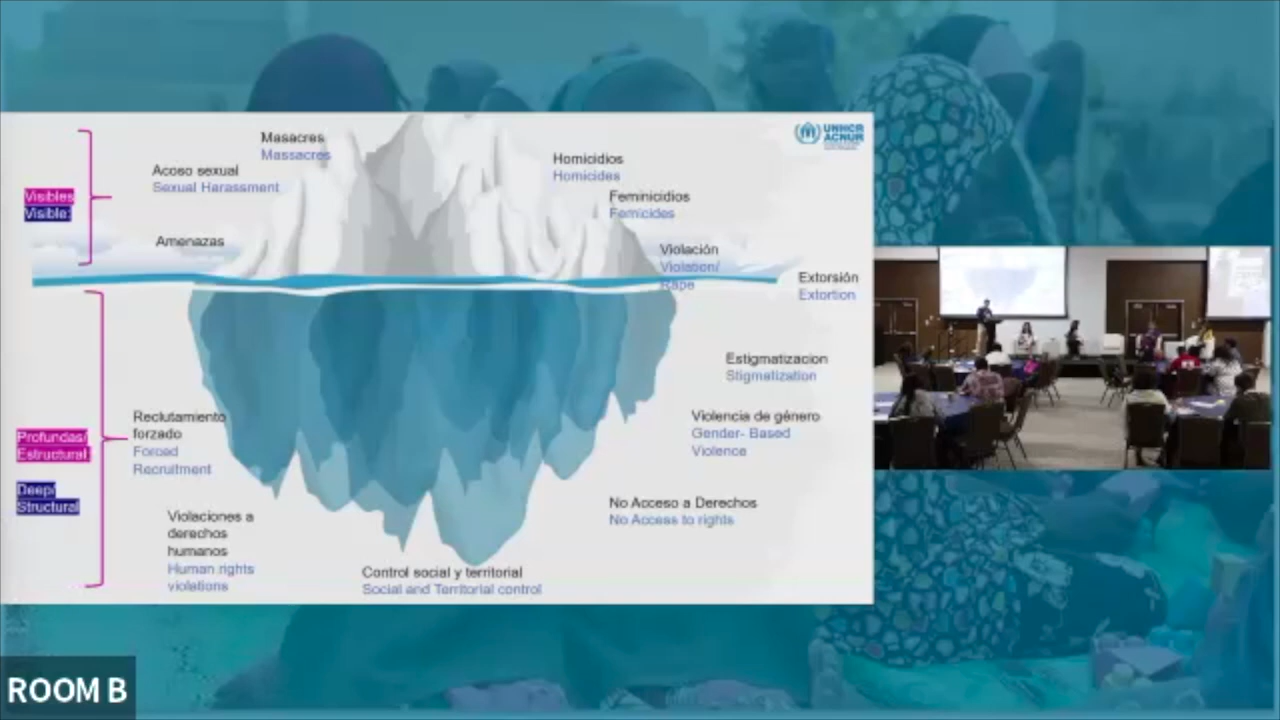 Masacres
Massacres
Acoso sexual
Sexual Harassment
Visibles
Visible:
Amenazas
Homicidios
Homicides
Feminicidios
Femicides
Violación
Violation/
Rape
Extorsión
Extortion
UNHCR
ACNUR
Estigmatizacion
Stigmatization
Reclutamiento
forzado
Forced
Recruitment
Violencia de género
Gender- Based
Violence
Profundas/
Estructural:
Deep/
Structural
No Acceso a Derechos
No Access to rights
Violaciones a
derechos
humanos
Human rights
violations
Control social y territorial
Social and Territorial control
ROOM B